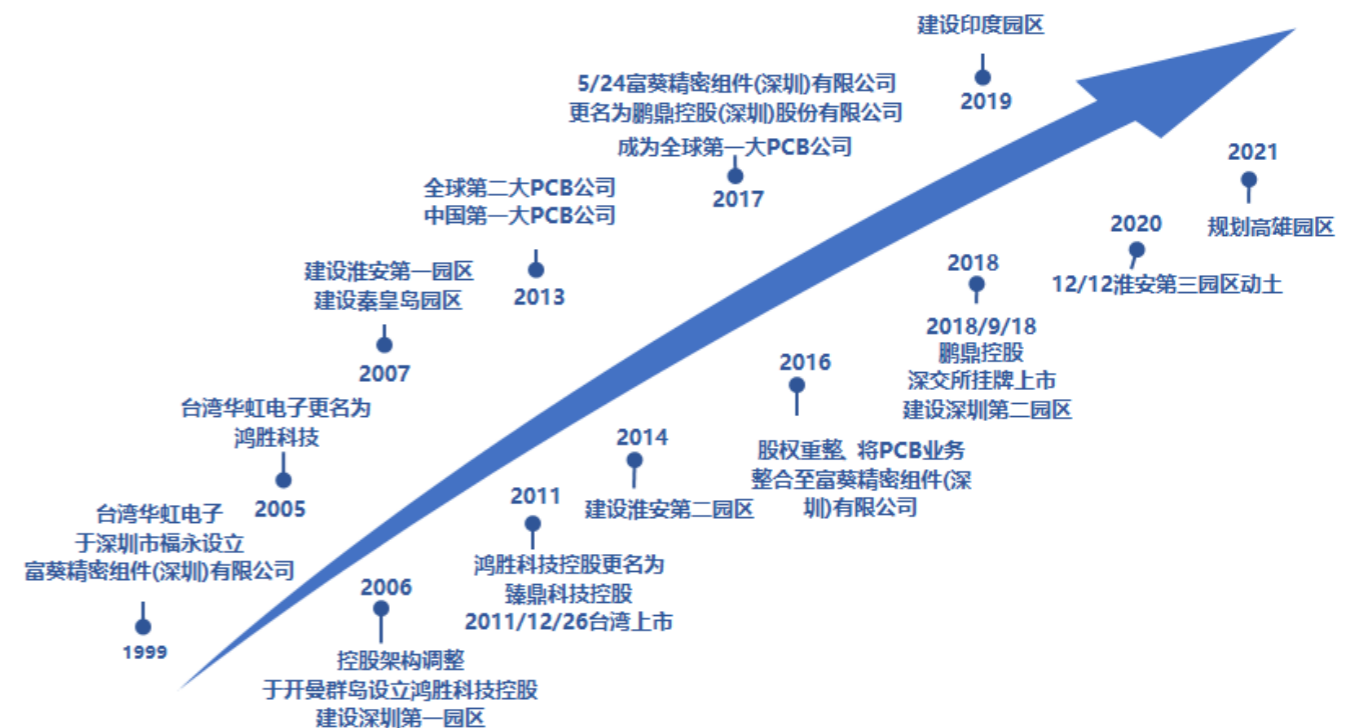 建设印度园区
2019
5/24富葵精密组件(深圳)有限公司
更名为鹏鼎控股(深圳)股份有限公司
成为全球第一大PCB公司
2017
全球第二大PCB公司
中国第一大PCB公司
2013
建设淮安第一园区
建设秦皇岛园区
2007
台湾华虹电子更名为
鸿胜科技
2005
台湾华虹电子
于深圳市福永设立
富葵精密组件(深圳)有限公司
1999
2006
控股架构调整
于开曼群岛设立鸿胜科技控股
建设深圳第一园区
2011
鸿胜科技控股更名为
臻鼎科技控股
2011/12/26台湾上市
2014
建设淮安第二园区
2016
股权重整、将PCB业务
整合至富葵精密组件(深
圳)有限公司
2018
2018/9/18
鹏鼎控股
深交所挂牌上市
建设深圳第二园区
2020
12/12淮安第三园区动土
2021
规划高雄园区